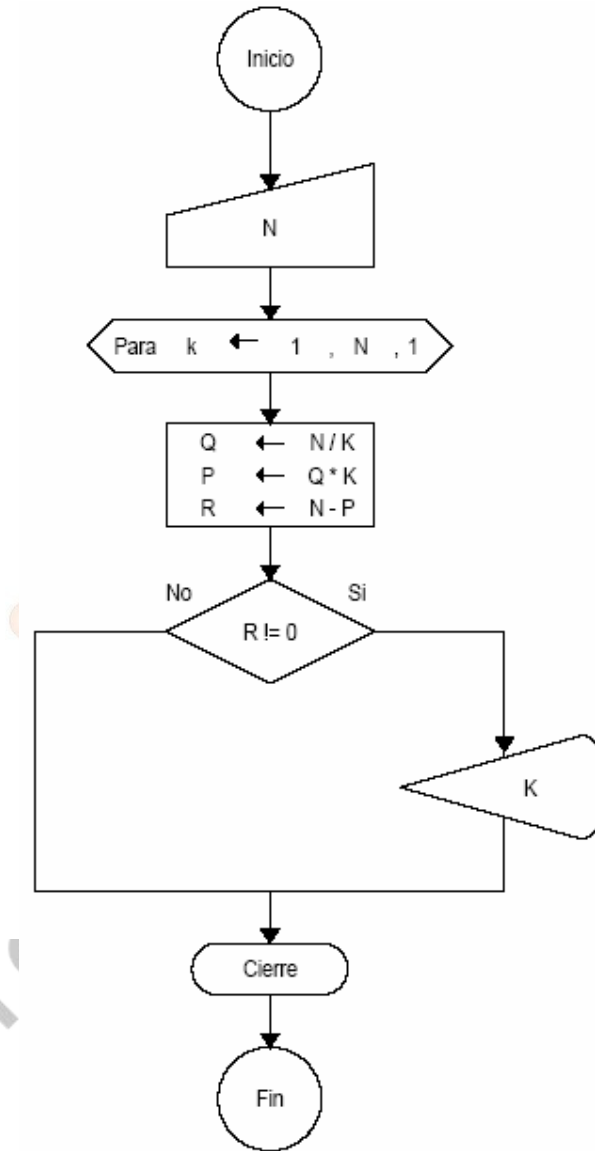 Inicio
N
Para k ← 1 , N , 1
Q ← N / K
P ← Q * K
R ← N - P
No
Si
R != 0
K
Cierre
Fin